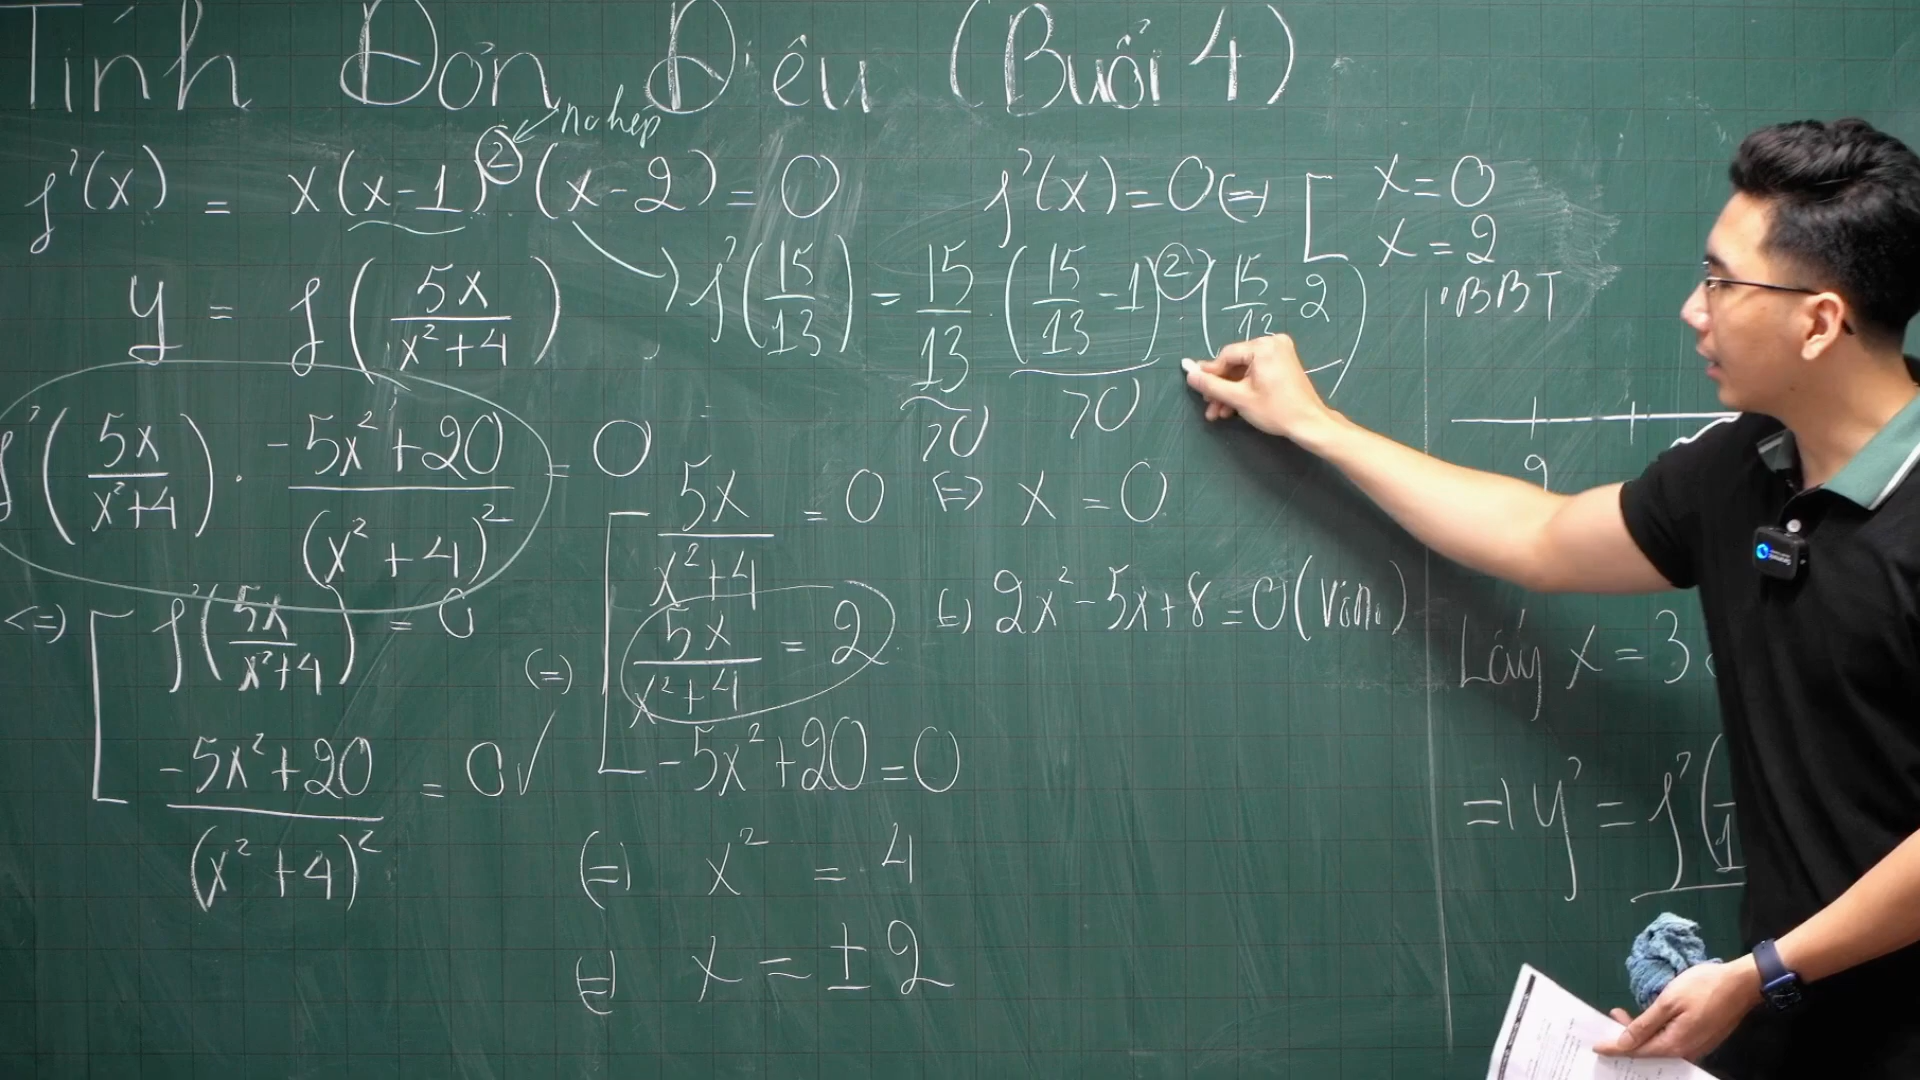 Tính Đơn Điệu (Buổi 4)
n⁰ kép
f'(x) = x(x-1)²(x-2) = 0
f'(x) = 0 (=) [ x = 0
x = 2
y = f(5x/(x²+4))
f'(15/13) = 15/13 . (15/13 - 1)² . (15/13 - 2)
>0 >0
BBT
f'(5x/(x²+4)) . (-5x²+20)/(x²+4)² = 0
<=> [ f'(5x/(x²+4)) = 0
(-5x²+20)/(x²+4)² = 0 ✓
(=) [ 5x/(x²+4) = 0 (=) x = 0
5x/(x²+4) = 2 (=) 2x²-5x+8 = 0 (Vôn⁰)
-5x²+20 = 0
(=) x² = 4
(=) x = ±2
Lấy x = 3
=) y' = f'(